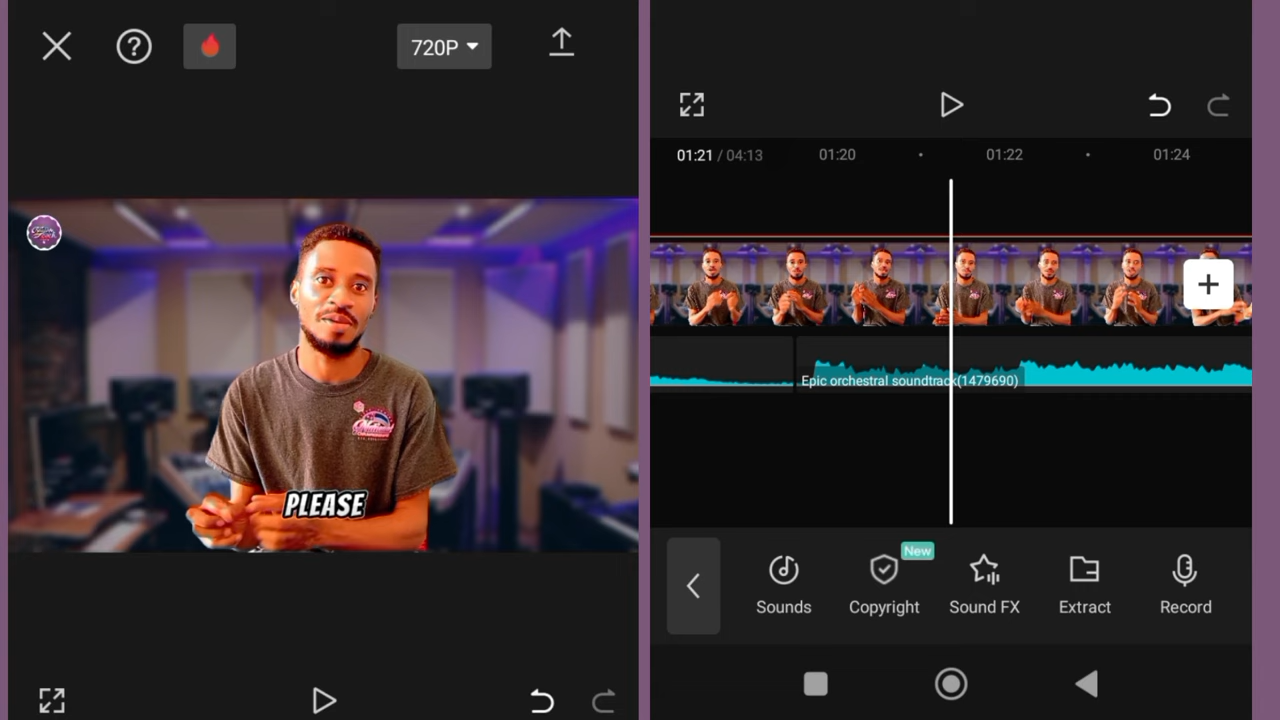 720P
PLEASE
01:21 / 04:13
01:20
01:22
01:24
Epic orchestral soundtrack(1479690)
New
Sounds
Copyright
Sound FX
Extract
Record